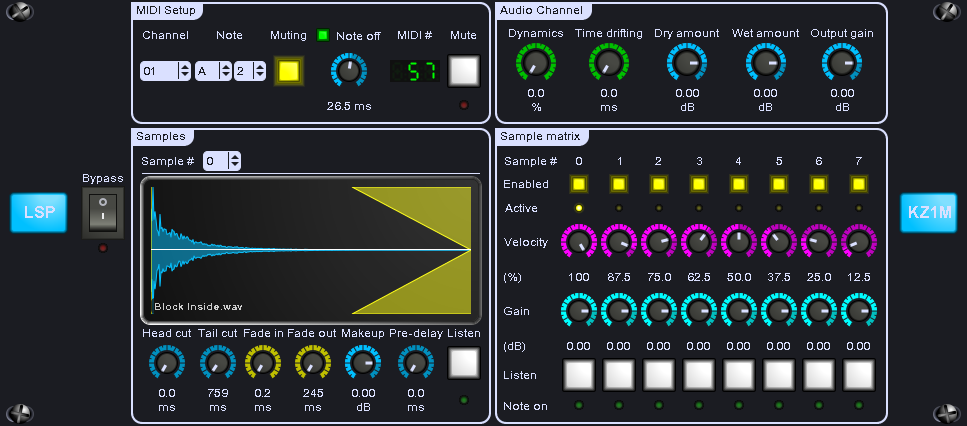 MIDI Setup
Channel Note Muting Note off MIDI # Mute
01 A 2 57
26.5 ms
Audio Channel
Dynamics Time drifting Dry amount Wet amount Output gain
0.0 0.0 0.00 0.00 0.00
% ms dB dB dB
LSP
Bypass
Samples
Sample # 0
Block Inside.wav
Head cut Tail cut Fade in Fade out Makeup Pre-delay Listen
0.0 759 0.2 245 0.00 0.0
ms ms ms ms dB ms
Sample matrix
Sample # 0 1 2 3 4 5 6 7
Enabled
Active
Velocity
(%) 100 87.5 75.0 62.5 50.0 37.5 25.0 12.5
Gain
(dB) 0.00 0.00 0.00 0.00 0.00 0.00 0.00 0.00
Listen
Note on
KZ1M